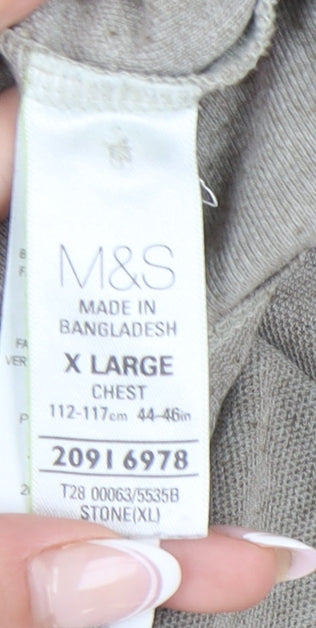 M&S
MADE IN
BANGLADESH
X LARGE
CHEST
112-117cm 44-46in
2091 6978
T28 00063/5535B
STONE(XL)